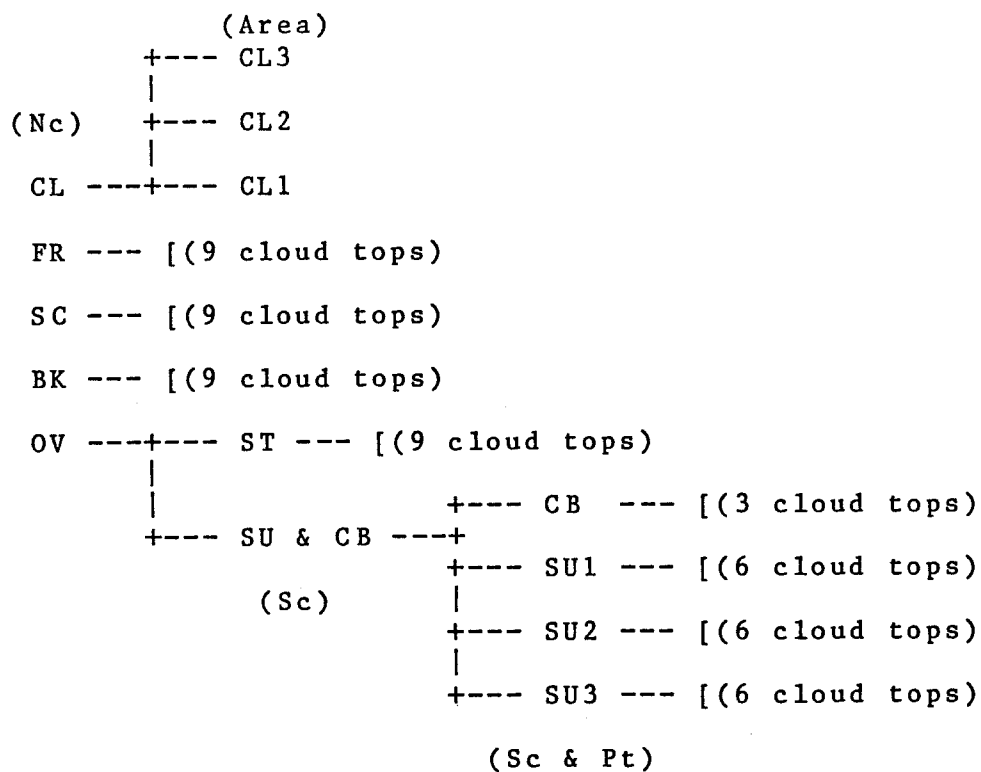 (Area)
+--- CL3
|
(Nc) +--- CL2
|
CL ---+--- CL1
FR --- [(9 cloud tops)
SC --- [(9 cloud tops)
BK --- [(9 cloud tops)
OV ---+--- ST --- [(9 cloud tops)
|
| +--- CB --- [(3 cloud tops)
+--- SU & CB ---+
+--- SU1 --- [(6 cloud tops)
(Sc) |
+--- SU2 --- [(6 cloud tops)
|
+--- SU3 --- [(6 cloud tops)
(Sc & Pt)